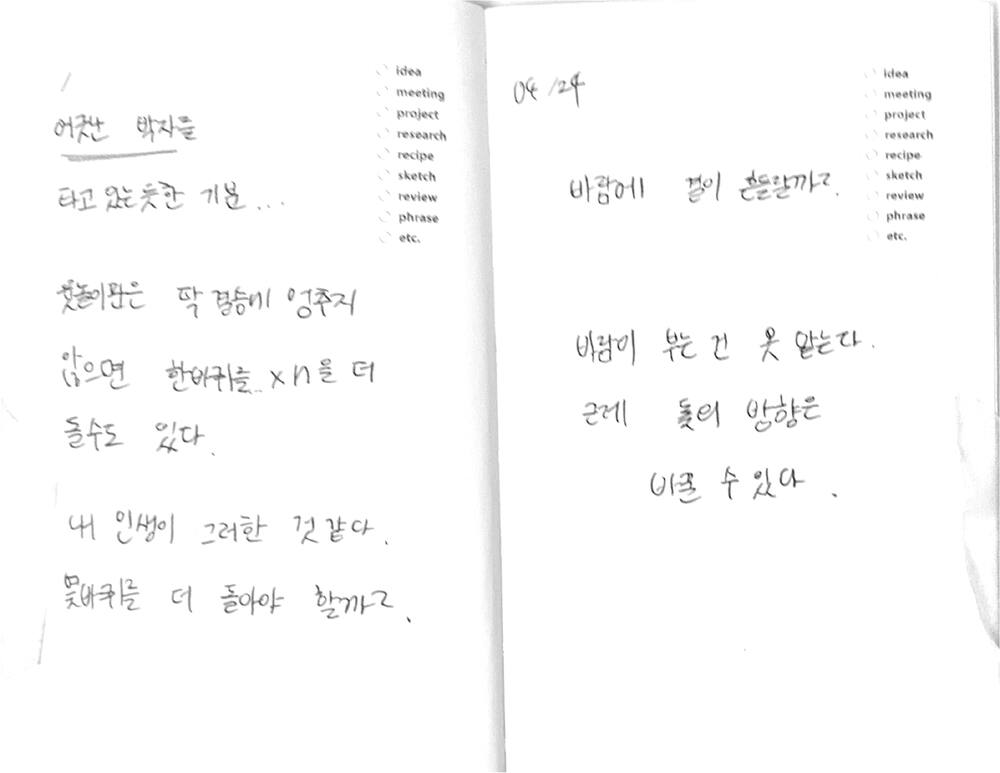 /
어긋난 박자를
타고 있는듯한 기분...
윷놀이판은 딱 결승에 멈추지
않으면 한바퀴를 xn을 더
돌수도 있다.
내 인생이 그러한 것 같다.
몇바퀴를 더 돌아야 할까?.
idea
meeting
project
research
recipe
sketch
review
phrase
etc.
04/24
바람에 결이 흔들릴까?.
바람이 부는 건 못 막는다.
근데 돛의 방향은
바꿀 수 있다.
idea
meeting
project
research
recipe
sketch
review
phrase
etc.